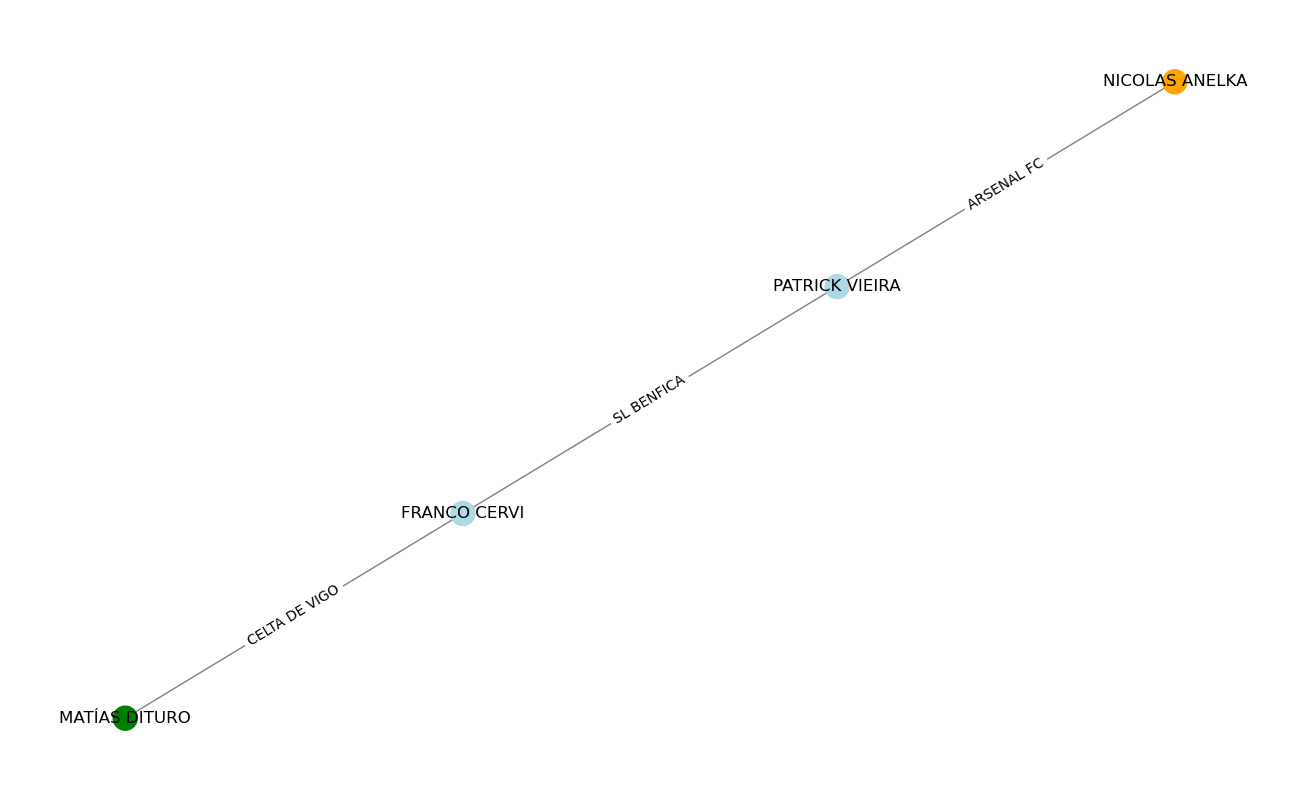 NICOLAS ANELKA
ARSENAL FC
PATRICK VIEIRA
SL BENFICA
FRANCO CERVI
CELTA DE VIGO
MATÍAS DITURO